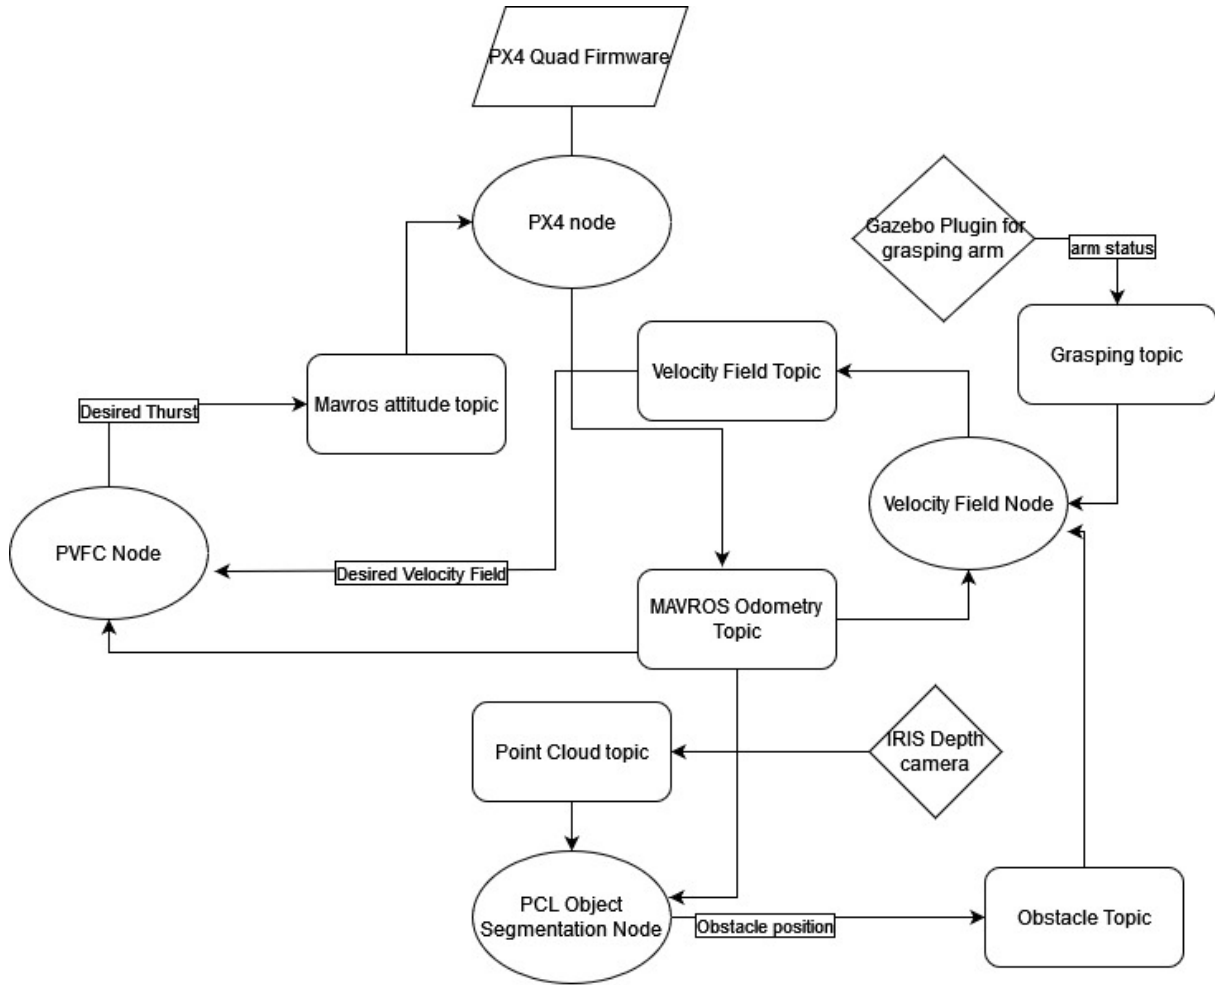 PX4 Quad Firmware
PX4 node
Gazebo Plugin for
grasping arm
arm status
Grasping topic
Velocity Field Topic
Mavros attitude topic
Desired Thurst
Velocity Field Node
PVFC Node
Desired Velocity Field
MAVROS Odometry
Topic
Point Cloud topic
IRIS Depth
camera
PCL Object
Segmentation Node
Obstacle position
Obstacle Topic